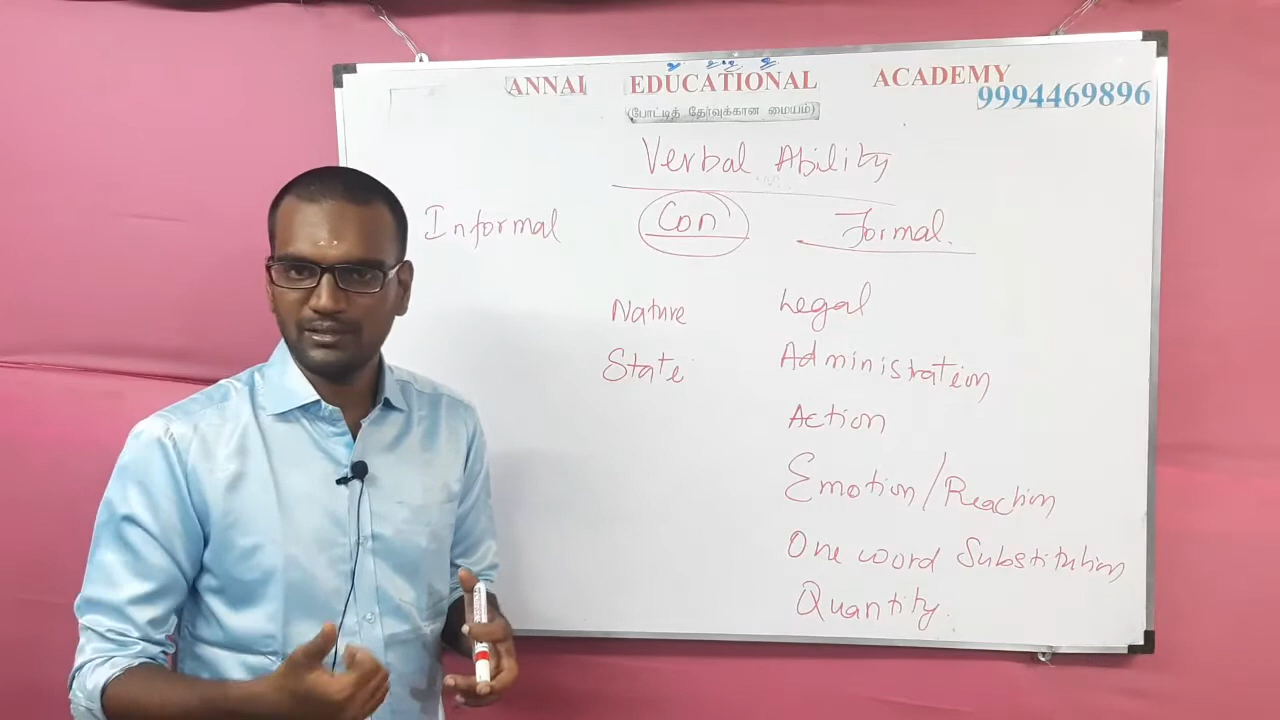 ANNAI EDUCATIONAL ACADEMY
9994469896
(போட்டித் தேர்வுக்கான மையம்)
Verbal Ability
Informal Con Formal.
Nature Legal
State Administration
Action
Emotion/Reaction
One word Substitution
Quantity.